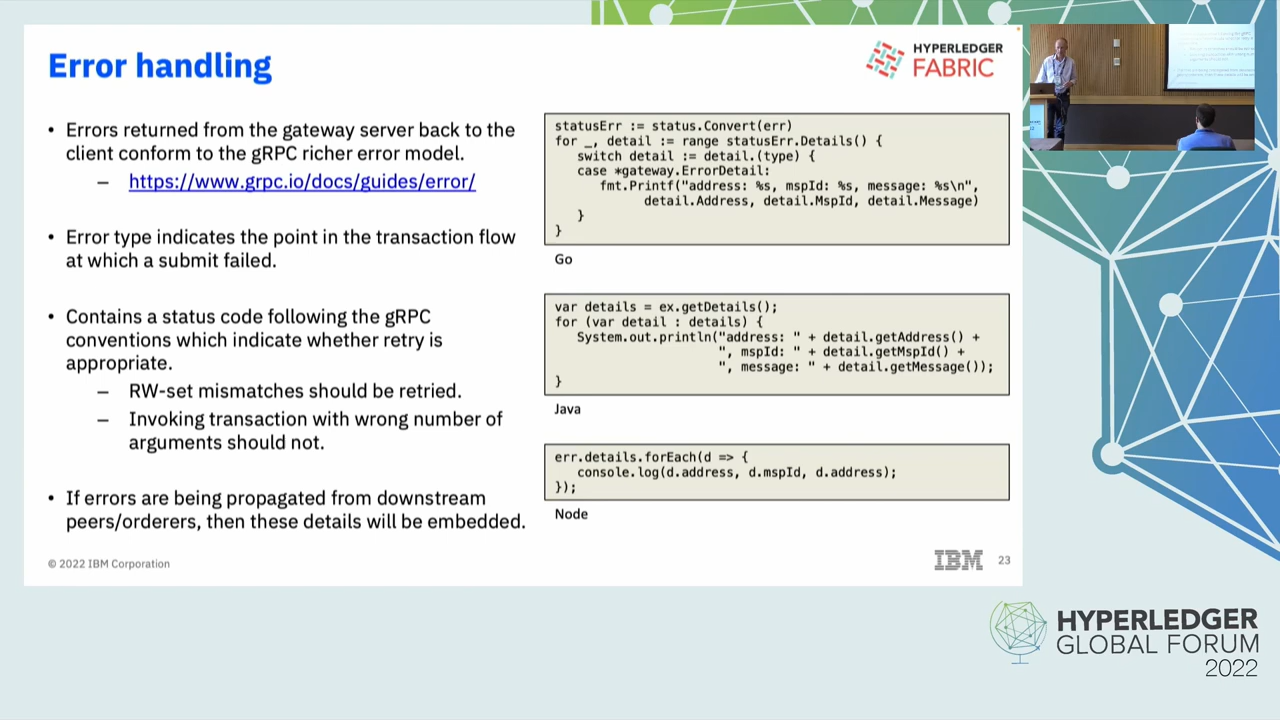 Error handling
HYPERLEDGER
FABRIC
• Errors returned from the gateway server back to the
client conform to the gRPC richer error model.
– https://www.grpc.io/docs/guides/error/
• Error type indicates the point in the transaction flow
at which a submit failed.
• Contains a status code following the gRPC
conventions which indicate whether retry is
appropriate.
– RW-set mismatches should be retried.
– Invoking transaction with wrong number of
arguments should not.
• If errors are being propagated from downstream
peers/orderers, then these details will be embedded.
statusErr := status.Convert(err)
for _, detail := range statusErr.Details() {
switch detail := detail.(type) {
case *gateway.ErrorDetail:
fmt.Printf("address: %s, mspId: %s, message: %s\n",
detail.Address, detail.MspId, detail.Message)
}
}
Go
var details = ex.getDetails();
for (var detail : details) {
System.out.println("address: " + detail.getAddress() +
", mspId: " + detail.getMspId() +
", message: " + detail.getMessage());
}
Java
err.details.forEach(d => {
console.log(d.address, d.mspId, d.address);
});
Node
© 2022 IBM Corporation
IBM
23
HYPERLEDGER
GLOBAL FORUM
2022